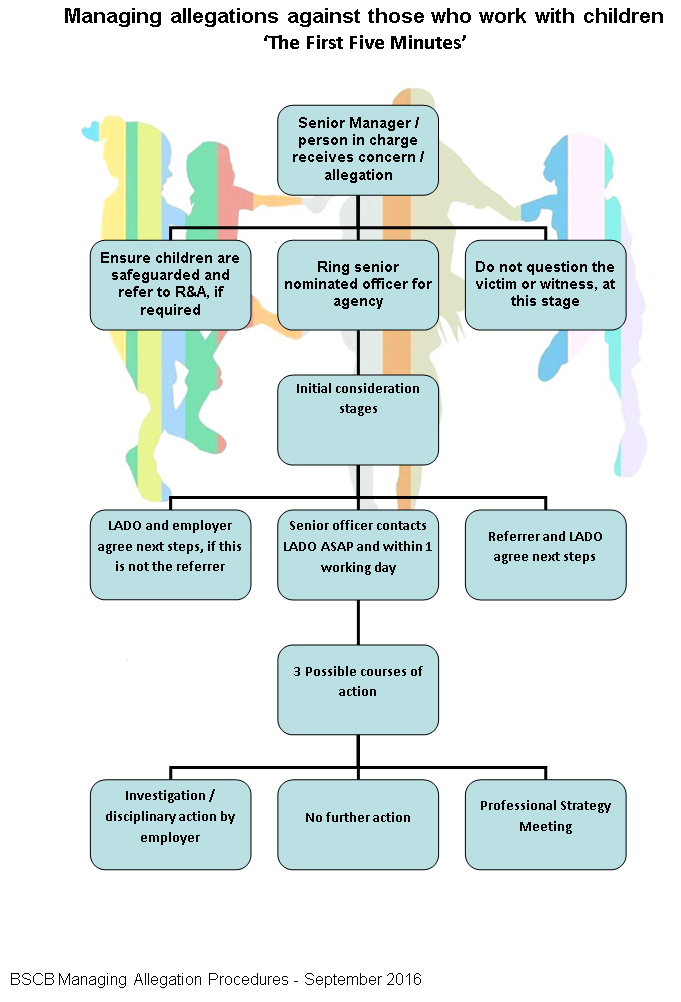 Managing allegations against those who work with children
‘The First Five Minutes’
Senior Manager /
person in charge
receives concern /
allegation
Ensure children are
safeguarded and
refer to R&A, if
required
Ring senior
nominated officer for
agency
Do not question the
victim or witness, at
this stage
Initial consideration
stages
LADO and employer
agree next steps, if this
is not the referrer
Senior officer contacts
LADO ASAP and within 1
working day
Referrer and LADO
agree next steps
3 Possible courses of
action
Investigation /
disciplinary action by
employer
No further action
Professional Strategy
Meeting
BSCB Managing Allegation Procedures - September 2016